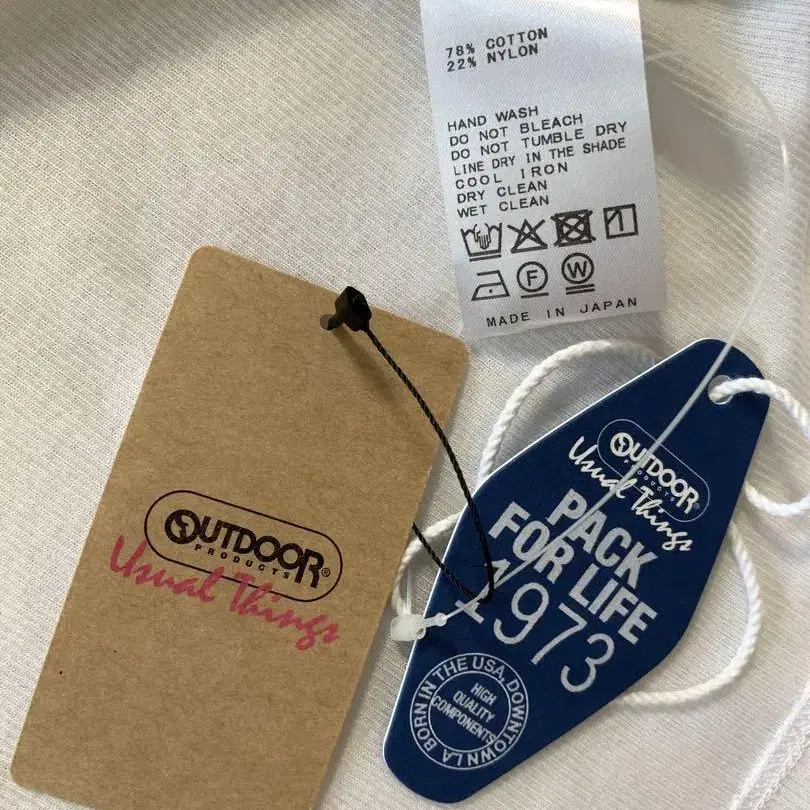 78% COTTON
22% NYLON
HAND WASH
DO NOT BLEACH
DO NOT TUMBLE DRY
LINE DRY IN THE SHADE
COOL IRON
DRY CLEAN
WET CLEAN
F W
MADE IN JAPAN
OUTDOOR®
PRODUCTS
Usual Things
OUTDOOR®
PRODUCTS
Usual Things
PACK
FOR LIFE
1973
BORN IN THE USA, DOWNTOWN LA
HIGH
QUALITY
COMPONENTS